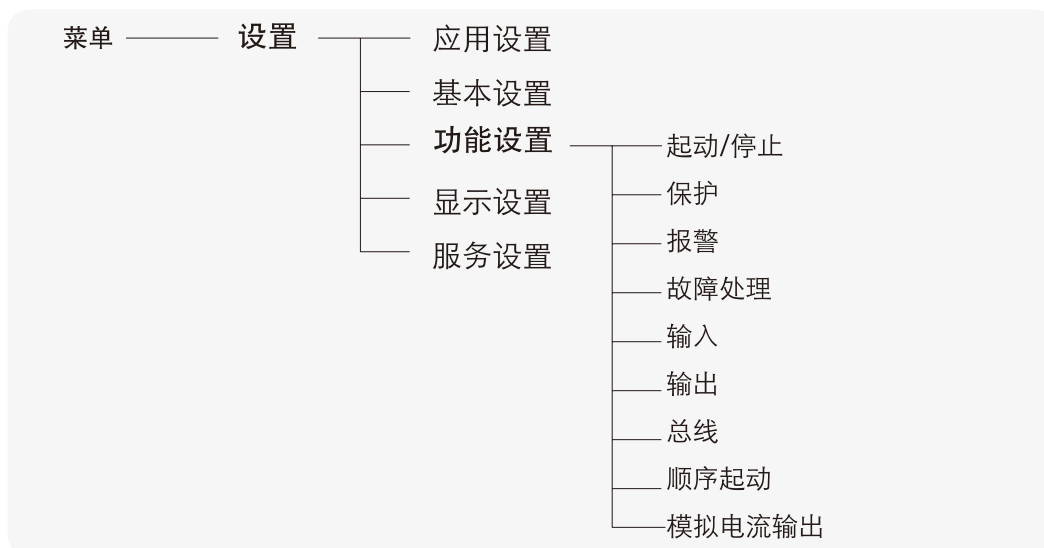 菜单
设置
应用设置
基本设置
功能设置
显示设置
服务设置
起动/停止
保护
报警
故障处理
输入
输出
总线
顺序起动
模拟电流输出